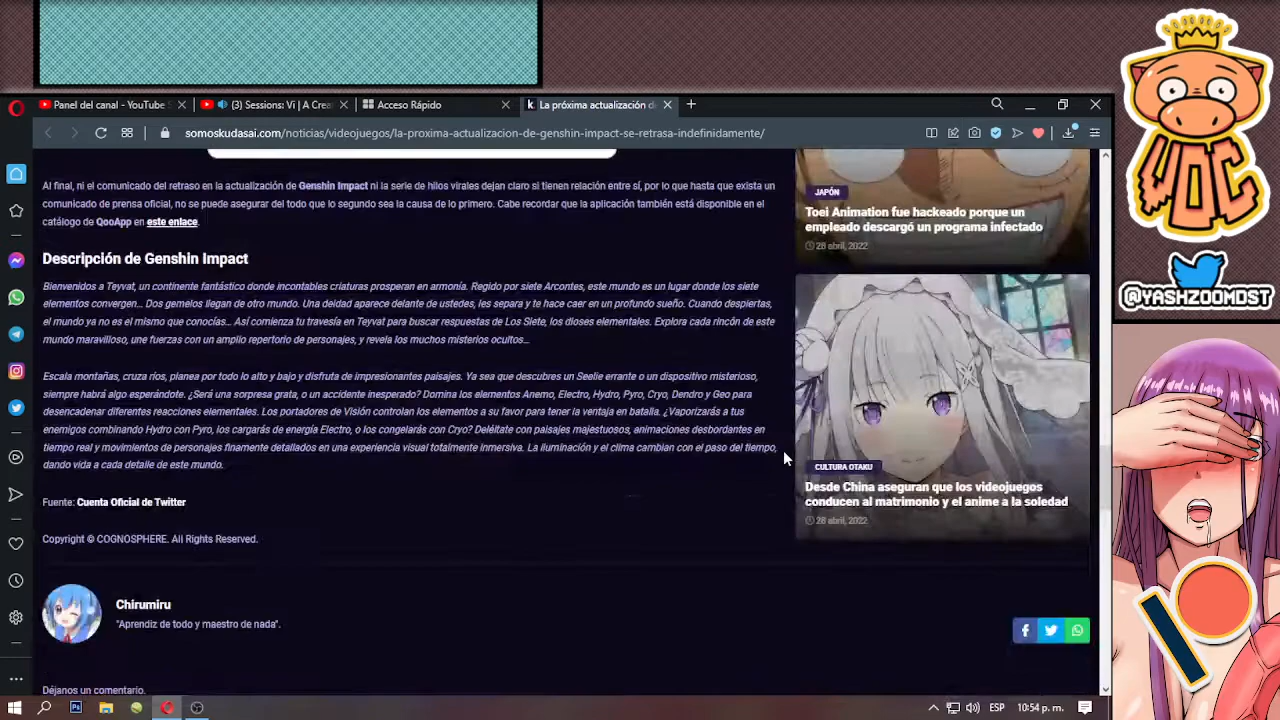 Panel del canal - YouTube S
(3) Sessions: Vi | A Crea
Acceso Rápido
La próxima actualización de
somoskudasai.com/noticias/videojuegos/la-proxima-actualizacion-de-genshin-impact-se-retrasa-indefinidamente/
Al final, ni el comunicado del retraso en la actualización de Genshin Impact ni la serie de hilos virales dejan claro si tienen relación entre sí, por lo que hasta que exista un
comunicado de prensa oficial, no se puede asegurar del todo que lo segundo sea la causa de lo primero. Cabe recordar que la aplicación también está disponible en el
catálogo de QooApp en este enlace.
Descripción de Genshin Impact
Bienvenidos a Teyvat, un continente fantástico donde incontables criaturas prosperan en armonía. Regido por siete Arcontes, este mundo es un lugar donde los siete
elementos convergen... Dos gemelos llegan de otro mundo. Una deidad aparece delante de ustedes, les separa y te hace caer en un profundo sueño. Cuando despiertas,
el mundo ya no es el mismo que conocías... Así comienza tu travesía en Teyvat para buscar respuestas de Los Siete, los dioses elementales. Explora cada rincón de este
mundo maravilloso, une fuerzas con un amplio repertorio de personajes, y revela los muchos misterios ocultos...
Escala montañas, cruza ríos, planea por todo lo alto y bajo y disfruta de impresionantes paisajes. Ya sea que descubres un Seelie errante o un dispositivo misterioso,
siempre habrá algo esperándote. ¿Será una sorpresa grata, o un accidente inesperado? Domina los elementos Anemo, Electro, Hydro, Pyro, Cryo, Dendro y Geo para
desencadenar diferentes reacciones elementales. Los portadores de Visión controlan los elementos a su favor para tener la ventaja en batalla. ¿Vaporizarás a tus
enemigos combinando Hydro con Pyro, los cargarás de energía Electro, o los congelarás con Cryo? Deléitate con paisajes majestuosos, animaciones desbordantes en
tiempo real y movimientos de personajes finamente detallados en una experiencia visual totalmente inmersiva. La iluminación y el clima cambian con el paso del tiempo,
dando vida a cada detalle de este mundo.
Fuente: Cuenta Oficial de Twitter
Copyright © COGNOSPHERE. All Rights Reserved.
Chirumiru
"Aprendiz de todo y maestro de nada".
Déjanos un comentario.
JAPÓN
Toei Animation fue hackeado porque un
empleado descargó un programa infectado
28 abril, 2022
CULTURA OTAKU
Desde China aseguran que los videojuegos
conducen al matrimonio y el anime a la soledad
28 abril, 2022
@YASHZOOMDST
Ps
ESP
10:54 p. m.